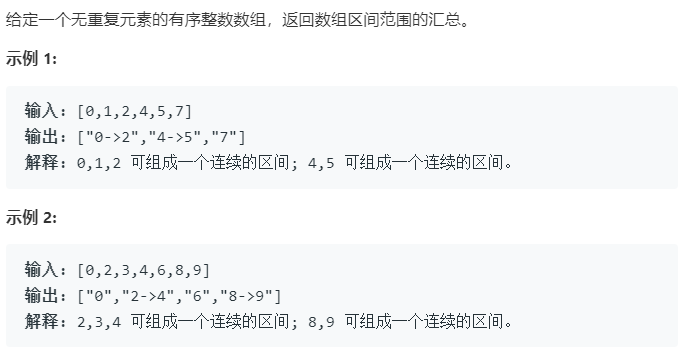 给定一个无重复元素的有序整数数组，返回数组区间范围的汇总。
示例 1:
输入：[0,1,2,4,5,7]
输出：["0->2","4->5","7"]
解释：0,1,2 可组成一个连续的区间; 4,5 可组成一个连续的区间。
示例 2:
输入：[0,2,3,4,6,8,9]
输出：["0","2->4","6","8->9"]
解释：2,3,4 可组成一个连续的区间; 8,9 可组成一个连续的区间。